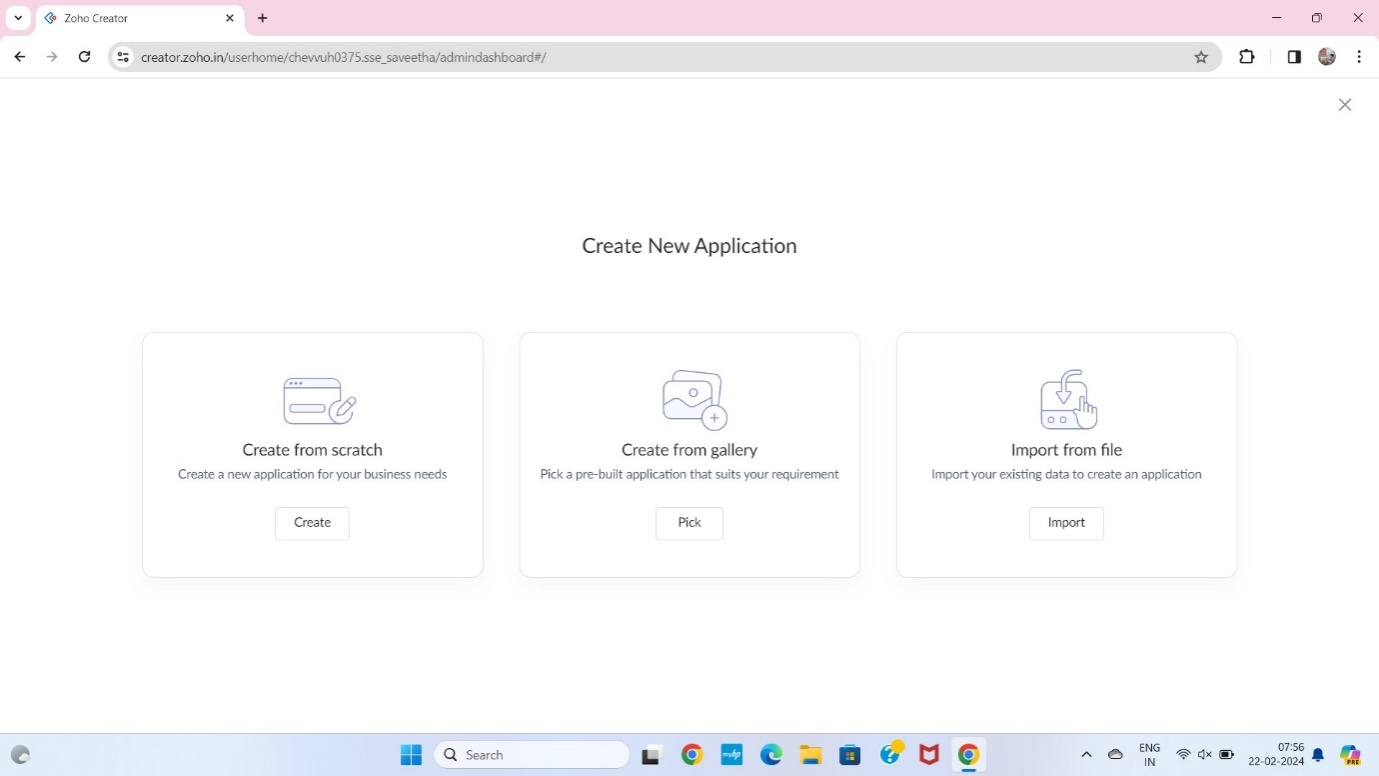 Zoho Creator
creator.zoho.in/userhome/chevvuh0375.sse_saveetha/admindashboard#/
Create New Application
Create from scratch
Create a new application for your business needs
Create
Create from gallery
Pick a pre-built application that suits your requirement
Pick
Import from file
Import your existing data to create an application
Import
Search
ENG
IN
07:56
22-02-2024
PRE